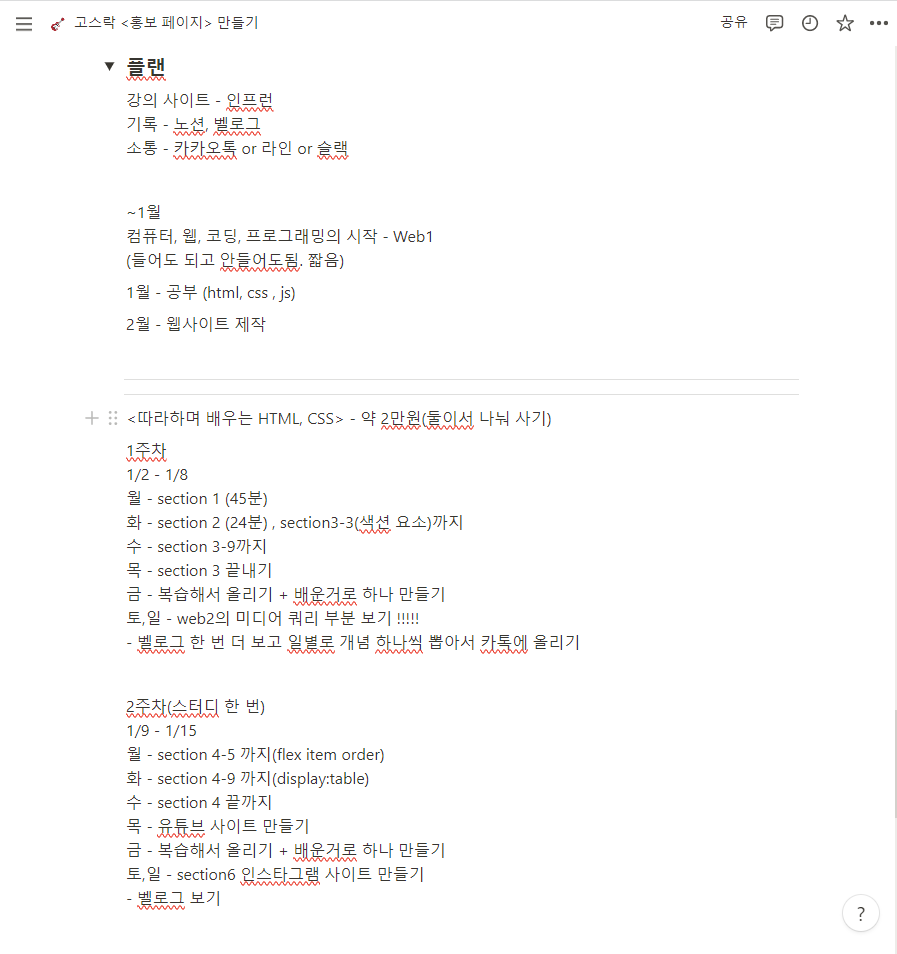 고스락 <홍보 페이지> 만들기
공유
플랜
강의 사이트 - 인프런
기록 - 노션, 벨로그
소통 - 카카오톡 or 라인 or 슬랙
~1월
컴퓨터, 웹, 코딩, 프로그래밍의 시작 - Web1
(들어도 되고 안들어도됨. 짧음)
1월 - 공부 (html, css , js)
2월 - 웹사이트 제작
<따라하며 배우는 HTML, CSS> - 약 2만원(둘이서 나눠 사기)
1주차
1/2 - 1/8
월 - section 1 (45분)
화 - section 2 (24분) , section3-3(색션 요소)까지
수 - section 3-9까지
목 - section 3 끝내기
금 - 복습해서 올리기 + 배운거로 하나 만들기
토,일 - web2의 미디어 쿼리 부분 보기 !!!!!
- 벨로그 한 번 더 보고 일별로 개념 하나씩 뽑아서 카톡에 올리기
2주차(스터디 한 번)
1/9 - 1/15
월 - section 4-5 까지(flex item order)
화 - section 4-9 까지(display:table)
수 - section 4 끝까지
목 - 유튜브 사이트 만들기
금 - 복습해서 올리기 + 배운거로 하나 만들기
토,일 - section6 인스타그램 사이트 만들기
- 벨로그 보기
?